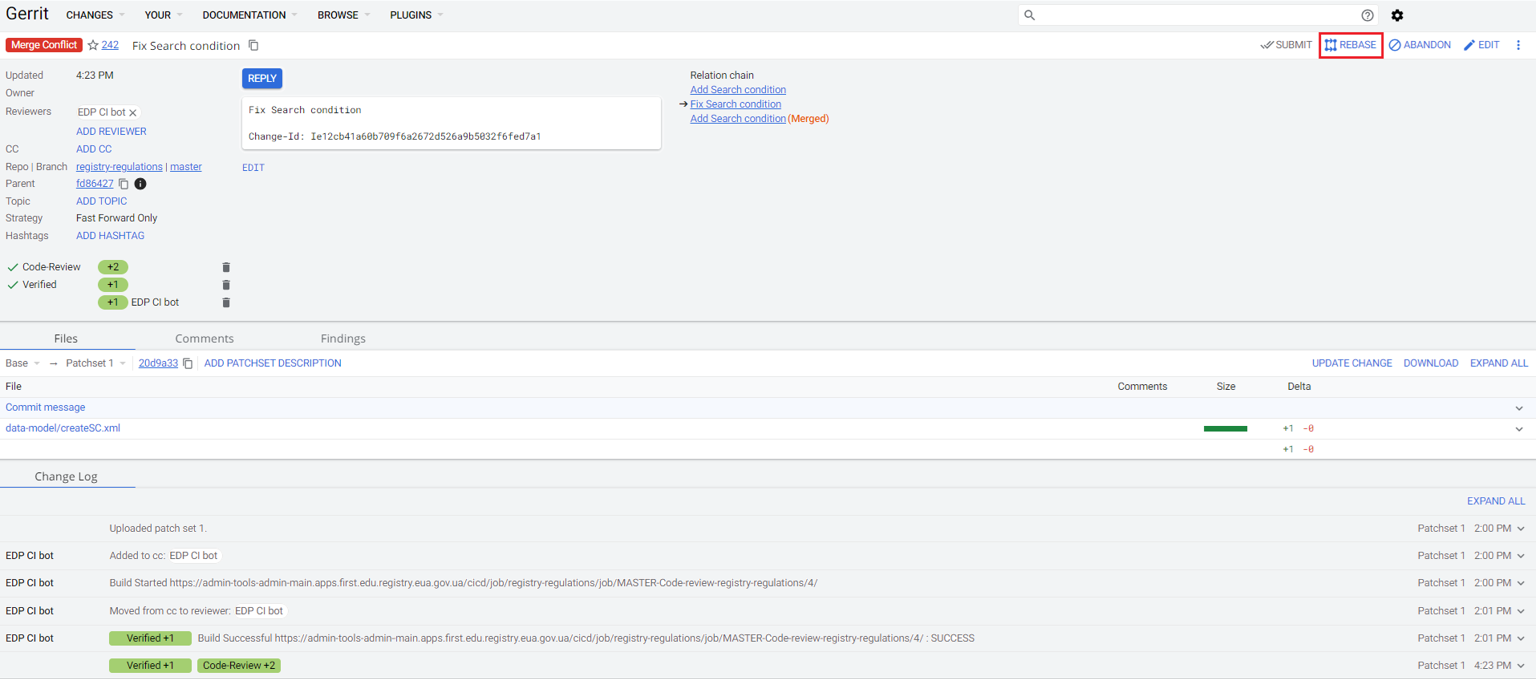 Gerrit CHANGES YOUR DOCUMENTATION BROWSE PLUGINS
Merge Conflict 242 Fix Search condition SUBMIT REBASE ABANDON EDIT
Updated 4:23 PM
Owner
Reviewers EDP CI bot
ADD REVIEWER
CC ADD CC
Repo | Branch registry-regulations | master
Parent fd86427
Topic ADD TOPIC
Strategy Fast Forward Only
Hashtags ADD HASHTAG
REPLY
Fix Search condition
Change-Id: Ie12cb41a60b709f6a2672d526a9b5032f6fed7a1
EDIT
Relation chain
Add Search condition
→ Fix Search condition
Add Search condition (Merged)
Code-Review +2
Verified +1
+1 EDP CI bot
Files Comments Findings
Base → Patchset 1 20d9a33 ADD PATCHSET DESCRIPTION UPDATE CHANGE DOWNLOAD EXPAND ALL
File Comments Size Delta
Commit message
data-model/createSC.xml +1 -0
+1 -0
Change Log
EXPAND ALL
Uploaded patch set 1. Patchset 1 2:00 PM
EDP CI bot Added to cc: EDP CI bot Patchset 1 2:00 PM
EDP CI bot Build Started https://admin-tools-admin-main.apps.first.edu.registry.eua.gov.ua/cicd/job/registry-regulations/job/MASTER-Code-review-registry-regulations/4/ Patchset 1 2:00 PM
EDP CI bot Moved from cc to reviewer: EDP CI bot Patchset 1 2:01 PM
EDP CI bot Verified +1 Build Successful https://admin-tools-admin-main.apps.first.edu.registry.eua.gov.ua/cicd/job/registry-regulations/job/MASTER-Code-review-registry-regulations/4/ : SUCCESS Patchset 1 2:01 PM
Verified +1 Code-Review +2 Patchset 1 4:23 PM